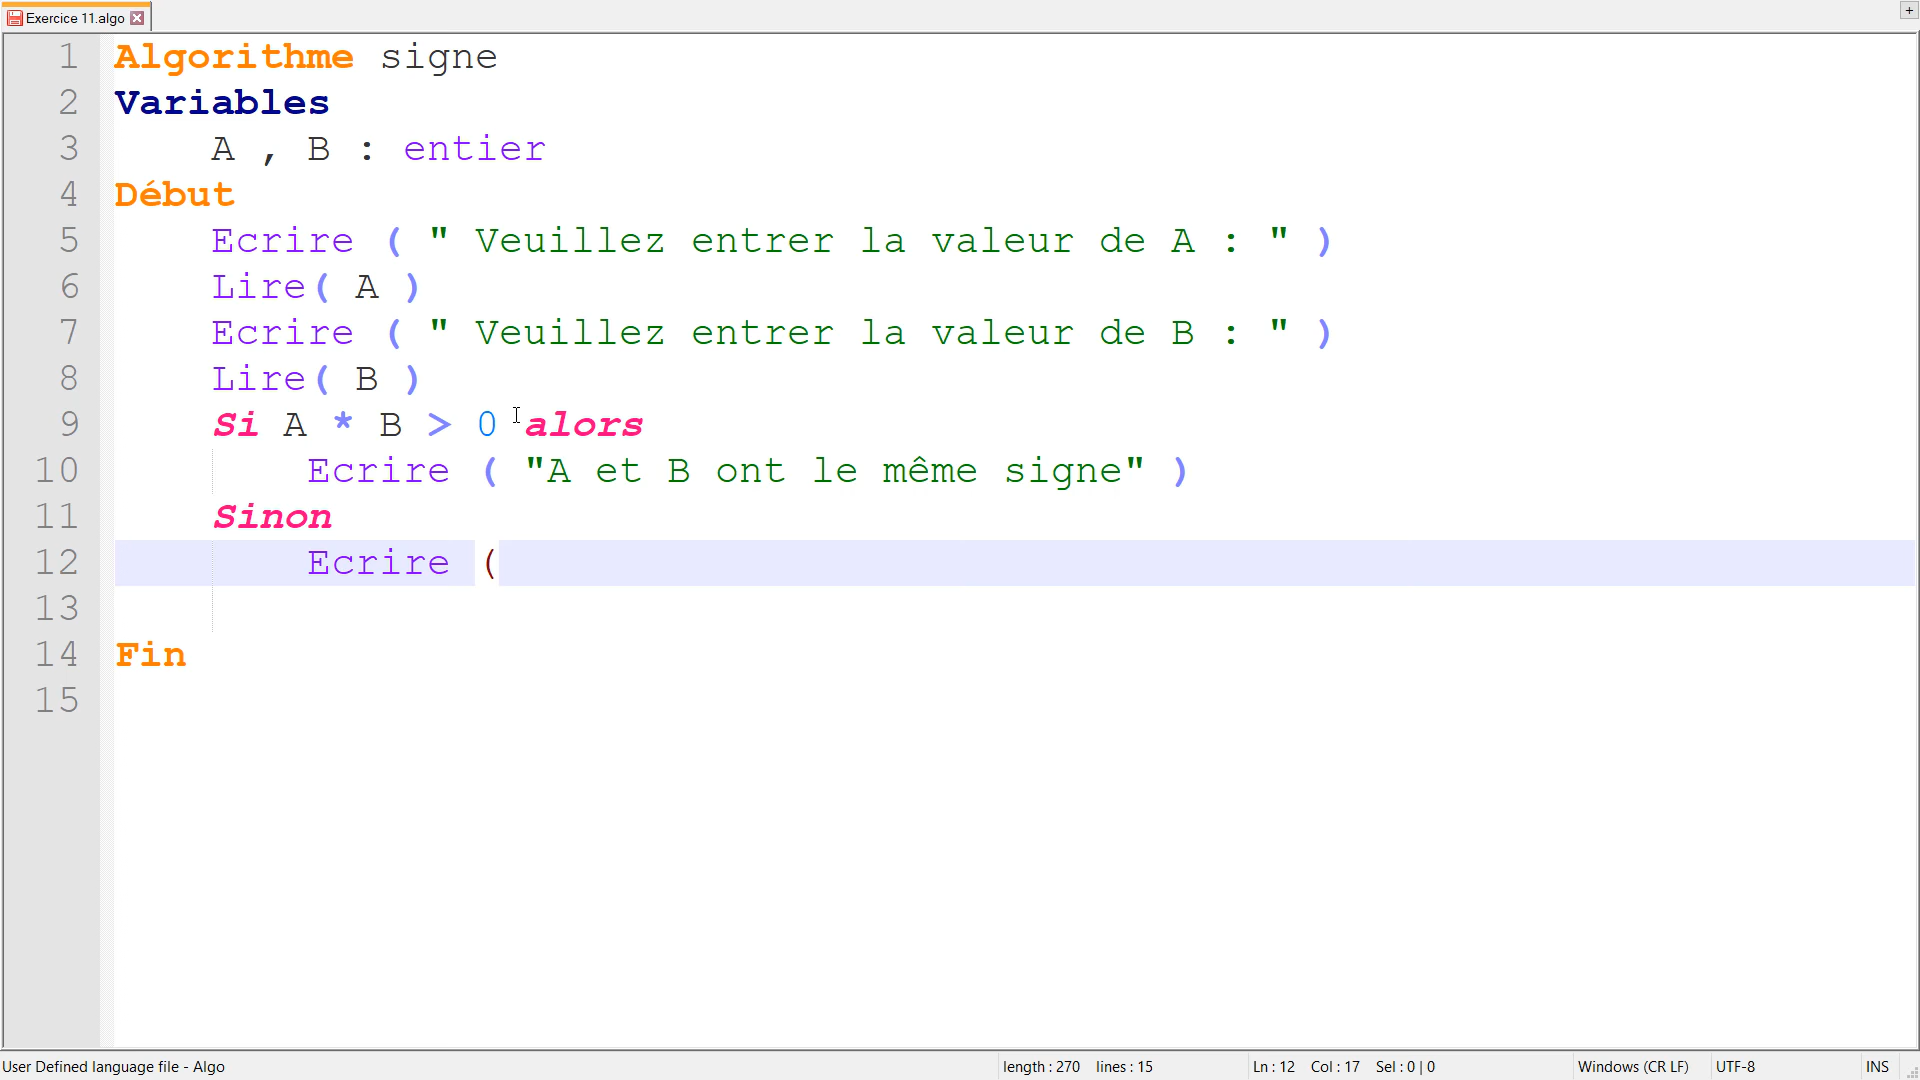 Exercice 11.algo
+
1 Algorithme signe
2 Variables
3 A , B : entier
4 Début
5 Ecrire ( " Veuillez entrer la valeur de A : " )
6 Lire( A )
7 Ecrire ( " Veuillez entrer la valeur de B : " )
8 Lire( B )
9 Si A * B > 0 alors
10 Ecrire ( "A et B ont le même signe" )
11 Sinon
12 Ecrire (
13
14 Fin
15
User Defined language file - Algo length : 270 lines : 15 Ln : 12 Col : 17 Sel : 0 | 0 Windows (CR LF) UTF-8 INS